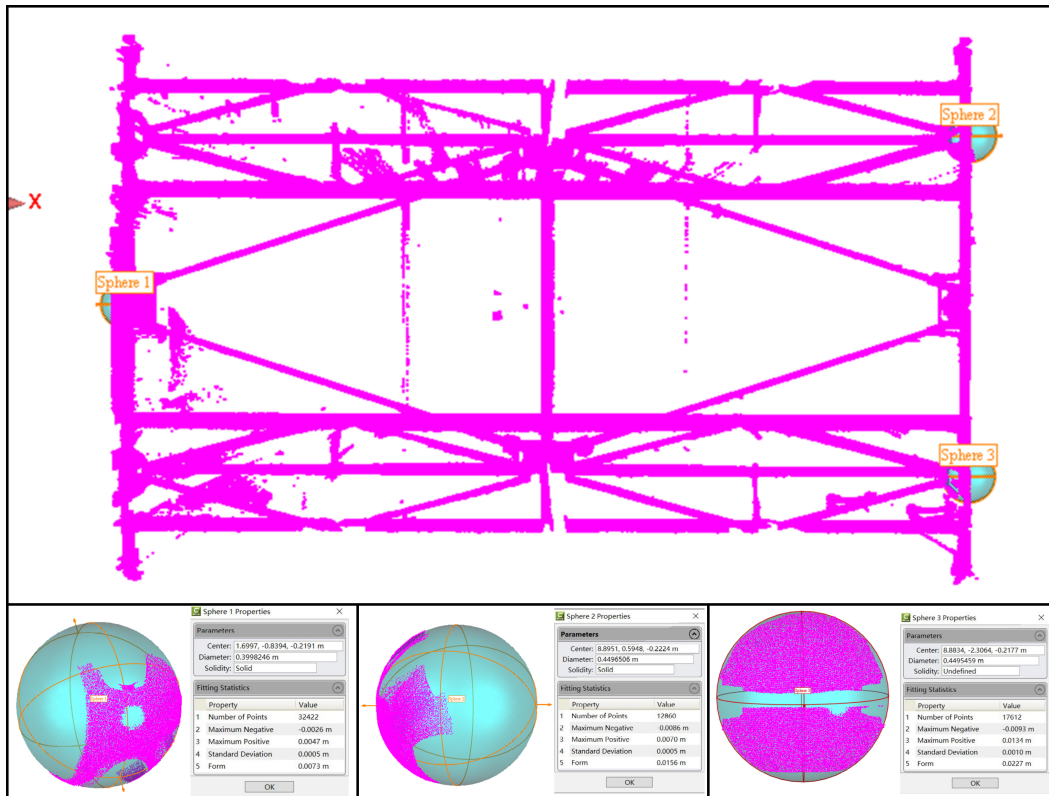 Sphere 2
X
Sphere 1
Sphere 3
Sphere 1 Properties
Parameters
Center: 1.6997, -0.8394, -0.2191 m
Diameter: 0.3998246 m
Solidity: Solid
Fitting Statistics
Property Value
1 Number of Points 32422
2 Maximum Negative -0.0026 m
3 Maximum Positive 0.0047 m
4 Standard Deviation 0.0005 m
5 Form 0.0073 m
OK
Sphere 2 Properties
Parameters
Center: 8.8951, 0.5948, -0.2224 m
Diameter: 0.4496506 m
Solidity: Solid
Fitting Statistics
Property Value
1 Number of Points 12860
2 Maximum Negative -0.0086 m
3 Maximum Positive 0.0070 m
4 Standard Deviation 0.0005 m
5 Form 0.0156 m
OK
Sphere 3 Properties
Parameters
Center: 8.8834, -2.3064, -0.2177 m
Diameter: 0.4495459 m
Solidity: Undefined
Fitting Statistics
Property Value
1 Number of Points 17612
2 Maximum Negative -0.0093 m
3 Maximum Positive 0.0134 m
4 Standard Deviation 0.0010 m
5 Form 0.0227 m
OK